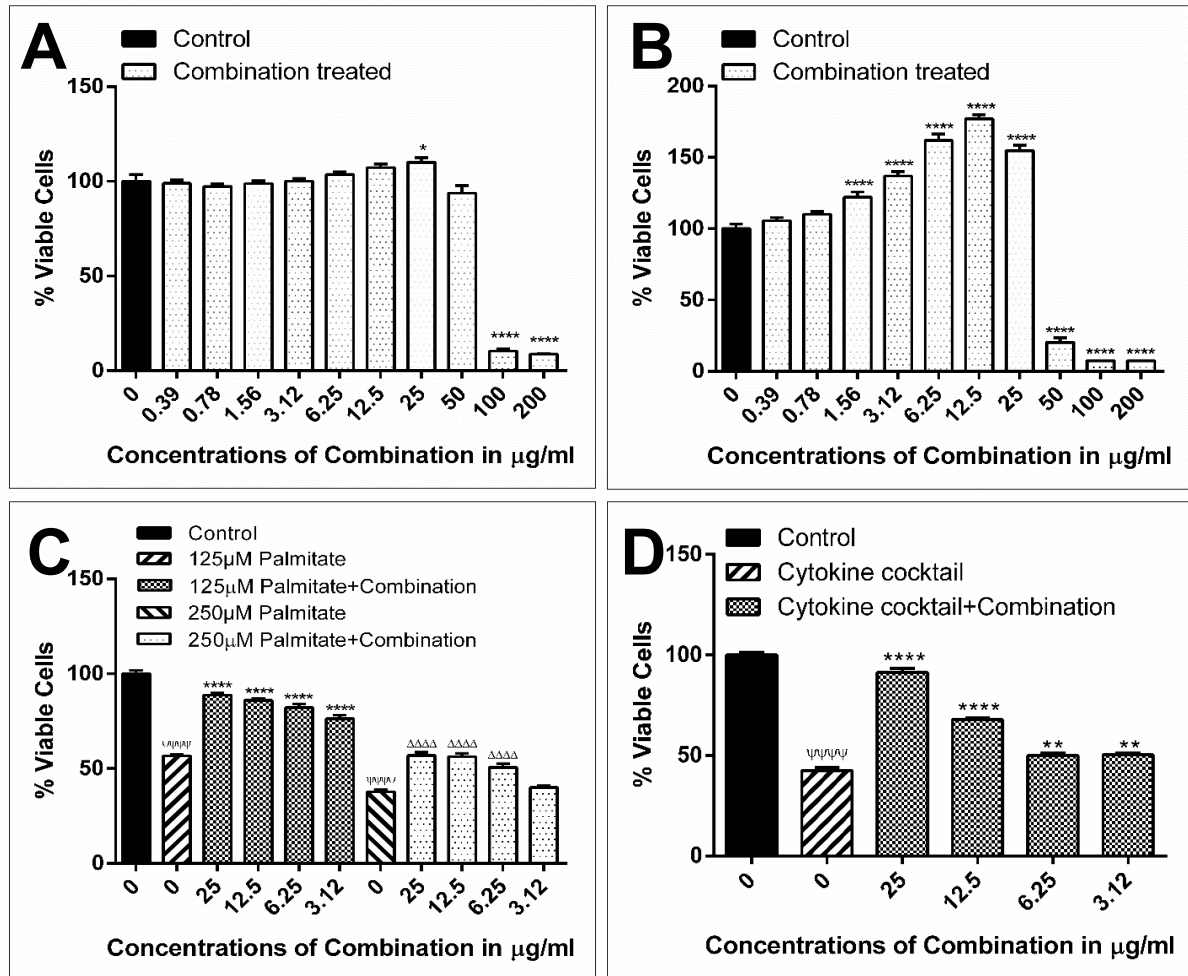 A
Control
Combination treated
150
100
50
0
% Viable Cells
*
****
****
0
0.39
0.78
1.56
3.12
6.25
12.5
25
50
100
200
Concentrations of Combination in μg/ml
B
Control
Combination treated
200
150
100
50
0
% Viable Cells
****
****
****
****
****
****
****
****
0
0.39
0.78
1.56
3.12
6.25
12.5
25
50
100
200
Concentrations of Combination in μg/ml
C
Control
125μM Palmitate
125μM Palmitate+Combination
250μM Palmitate
250μM Palmitate+Combination
150
100
50
0
% Viable Cells
ψψψψ
****
****
****
****
ψψψψ
ΔΔΔΔ
ΔΔΔΔ
ΔΔΔΔ
0
0
25
12.5
6.25
3.12
0
25
12.5
6.25
3.12
Concentrations of Combination in μg/ml
D
Control
Cytokine cocktail
Cytokine cocktail+Combination
150
100
50
0
% Viable Cells
ψψψψ
****
****
**
**
0
0
25
12.5
6.25
3.12
Concentrations of Combination in μg/ml